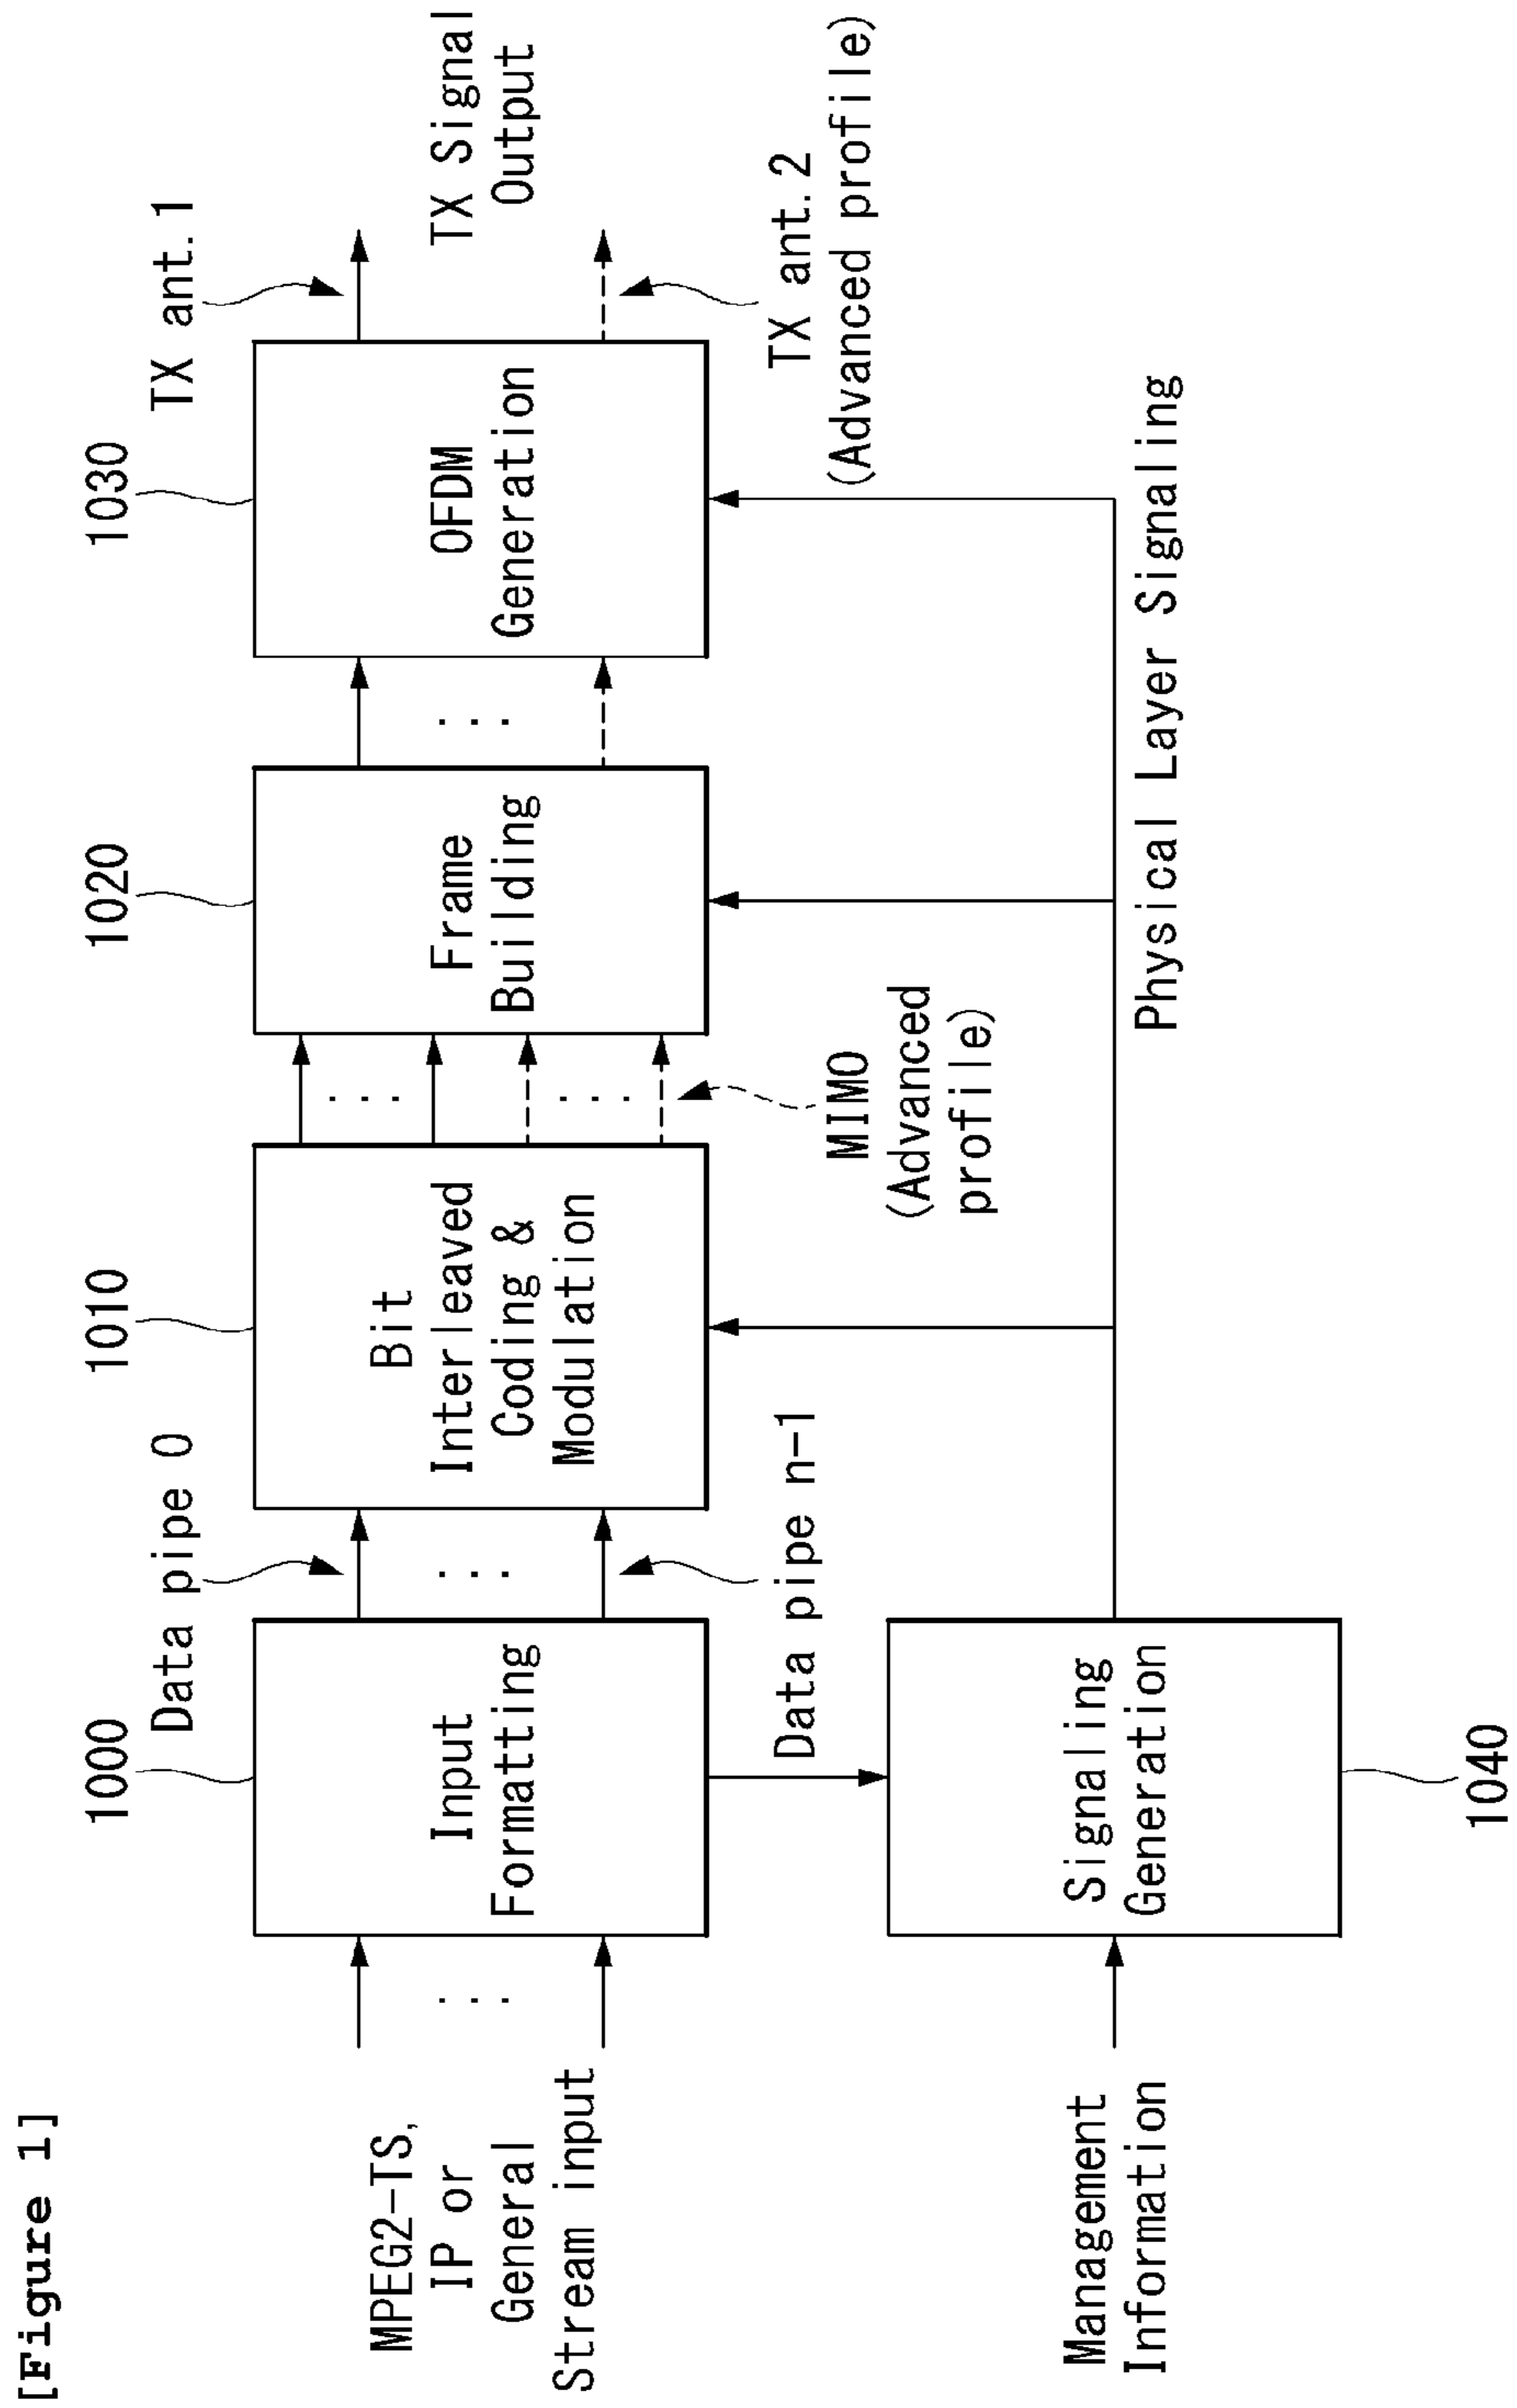 [Figure 1]
1000
1010
1020
1030
Data pipe 0
TX ant.1
MPEG2-TS,
IP or
General
Stream input
Input
Formatting
Bit
Interleaved
Coding &
Modulation
Frame
Building
OFDM
Generation
TX Signal
Output
Data pipe n-1
MIMO
(Advanced
profile)
TX ant.2
(Advanced profile)
Management
Information
Signaling
Generation
Physical Layer Signaling
1040